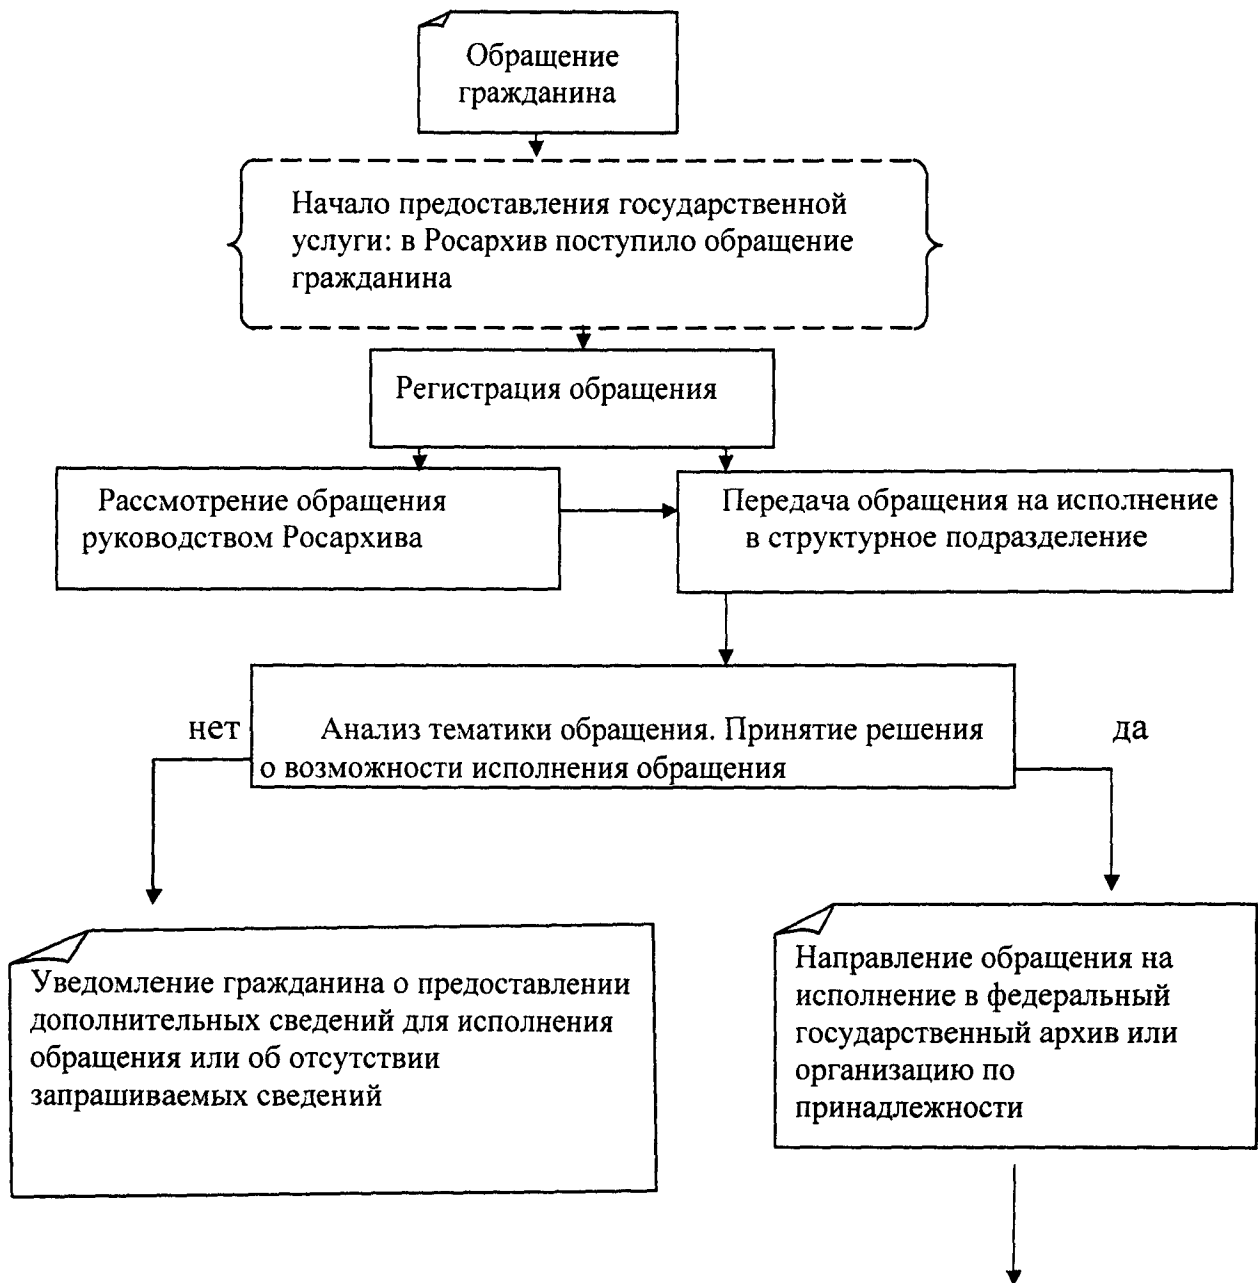 Обращение
гражданина
Начало предоставления государственной
услуги: в Росархив поступило обращение
гражданина
Регистрация обращения
Рассмотрение обращения
руководством Росархива
Передача обращения на исполнение
в структурное подразделение
нет
Анализ тематики обращения. Принятие решения
о возможности исполнения обращения
да
Уведомление гражданина о предоставлении
дополнительных сведений для исполнения
обращения или об отсутствии
запрашиваемых сведений
Направление обращения на
исполнение в федеральный
государственный архив или
организацию по
принадлежности